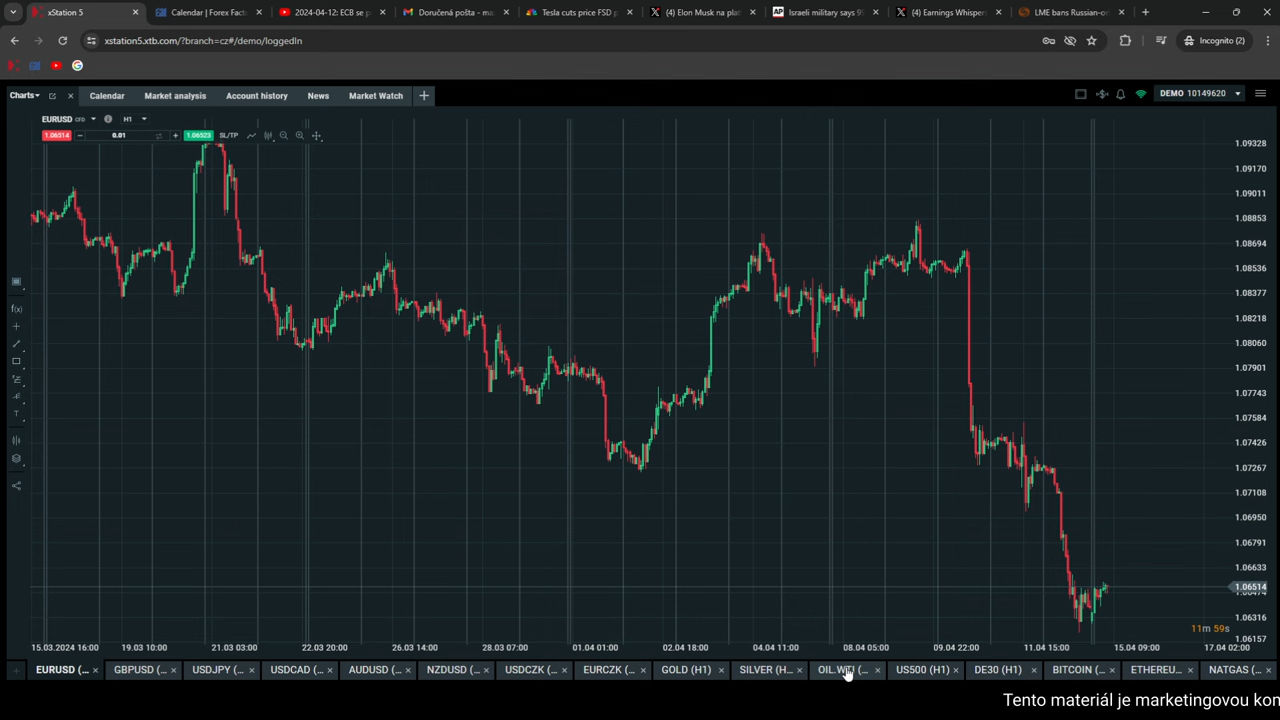 xStation 5
Calendar | Forex Facto
2024-04-12: ECB se p
Doručená pošta - ma
Tesla cuts price FSD p
(4) Elon Musk na plat
Israeli military says 99
(4) Earnings Whisper
LME bans Russian-or
xstation5.xtb.com/?branch=cz#/demo/loggedIn
Incognito (2)
Charts
Calendar
Market analysis
Account history
News
Market Watch
DEMO 10149620
EURUSD CFD
H1
1.06514
0.01
1.06523
SL/TP
1.09328
1.09170
1.09011
1.08853
1.08694
1.08536
1.08377
1.08218
1.08060
1.07901
1.07743
1.07584
1.07426
1.07267
1.07108
1.06950
1.06791
1.06633
1.06514
1.06474
1.06316
1.06157
11m 59s
15.03.2024 16:00
19.03 10:00
21.03 03:00
22.03 20:00
26.03 14:00
28.03 07:00
01.04 01:00
02.04 18:00
04.04 11:00
08.04 05:00
09.04 22:00
11.04 15:00
15.04 09:00
17.04 02:00
EURUSD (...
GBPUSD (...
USDJPY (...
USDCAD (...
AUDUSD (...
NZDUSD (...
USDCZK (...
EURCZK (...
GOLD (H1)
SILVER (H...
OIL.WTI (...
US500 (H1)
DE30 (H1)
BITCOIN (...
ETHEREU...
NATGAS (...
Tento materiál je marketingovou kon